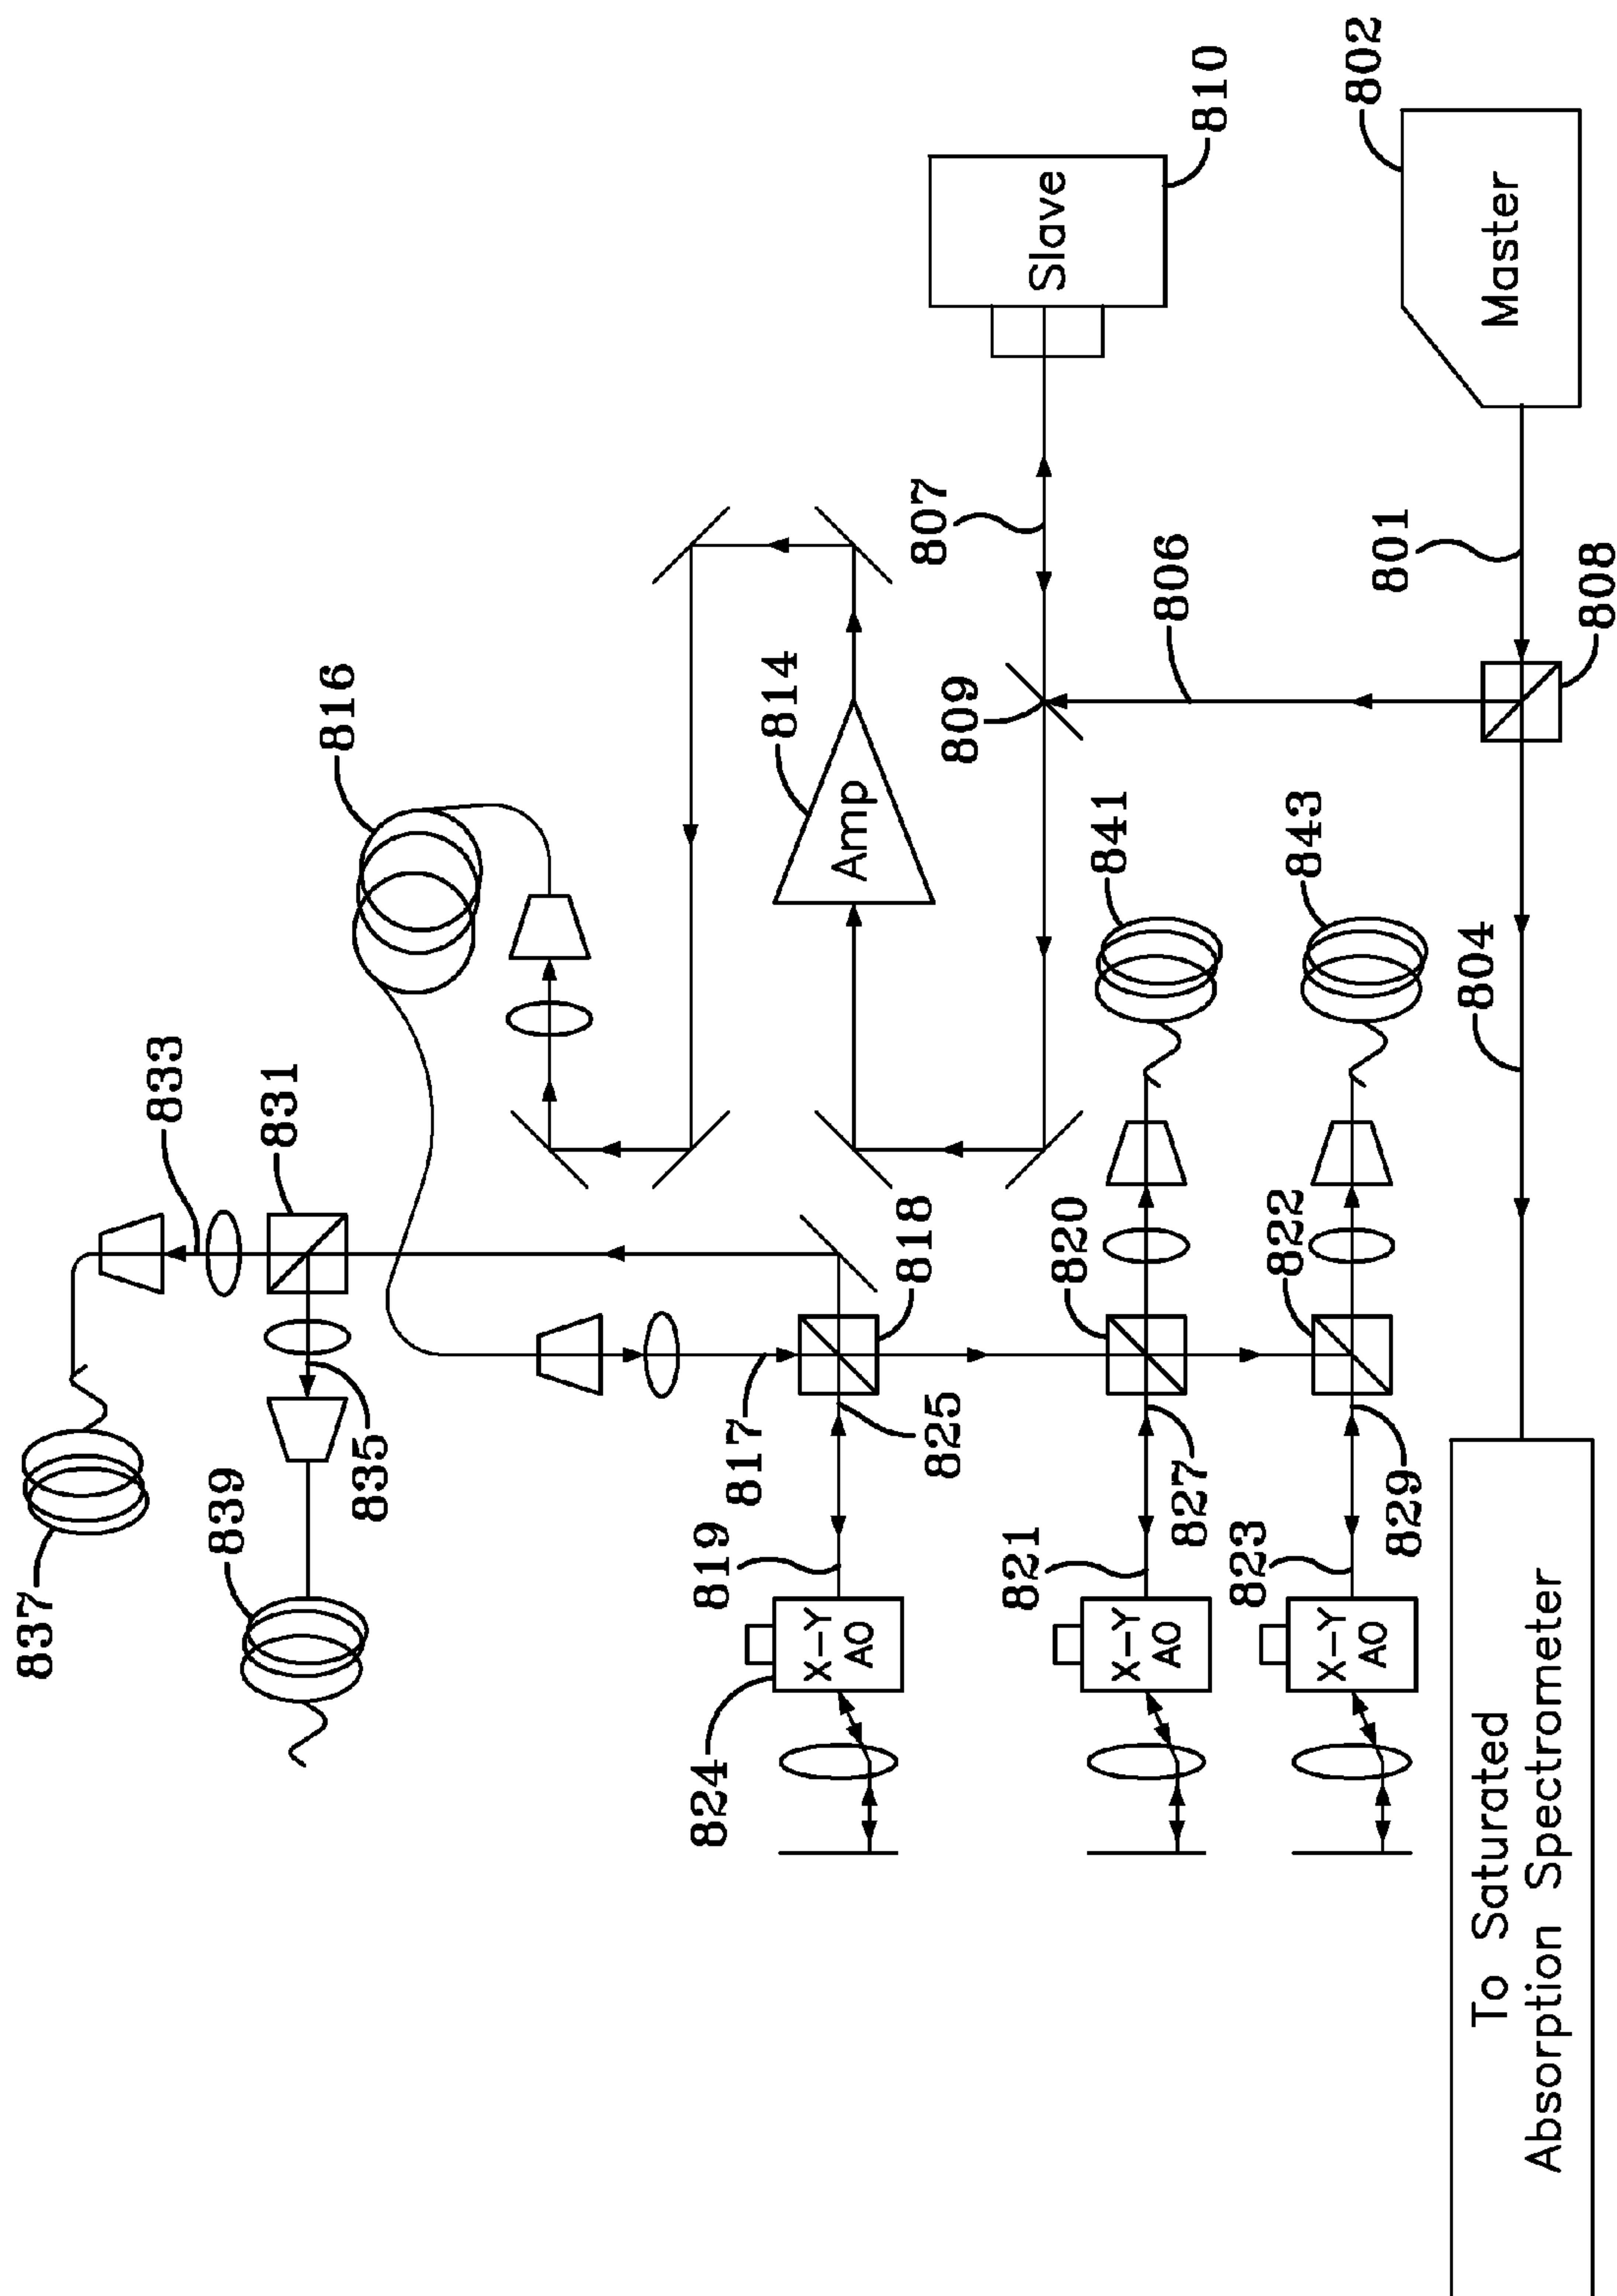 837
833
839
831
816
835
824
819
817
814
X-Y
AO
Amp
818
807
825
809
821
Slave
820
841
X-Y
AO
806
827
810
823
822
843
X-Y
AO
802
801
829
804
To Saturated
Absorption Spectrometer
Master
808